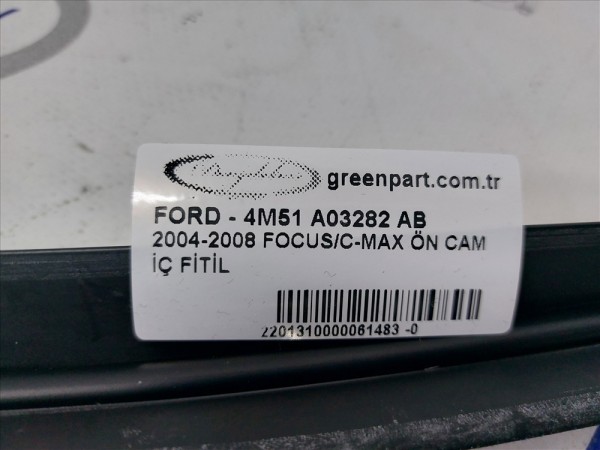 greenpart.com.tr
FORD - 4M51 A03282 AB
2004-2008 FOCUS/C-MAX ÖN CAM
İÇ FİTİL
2201310000061483 -0